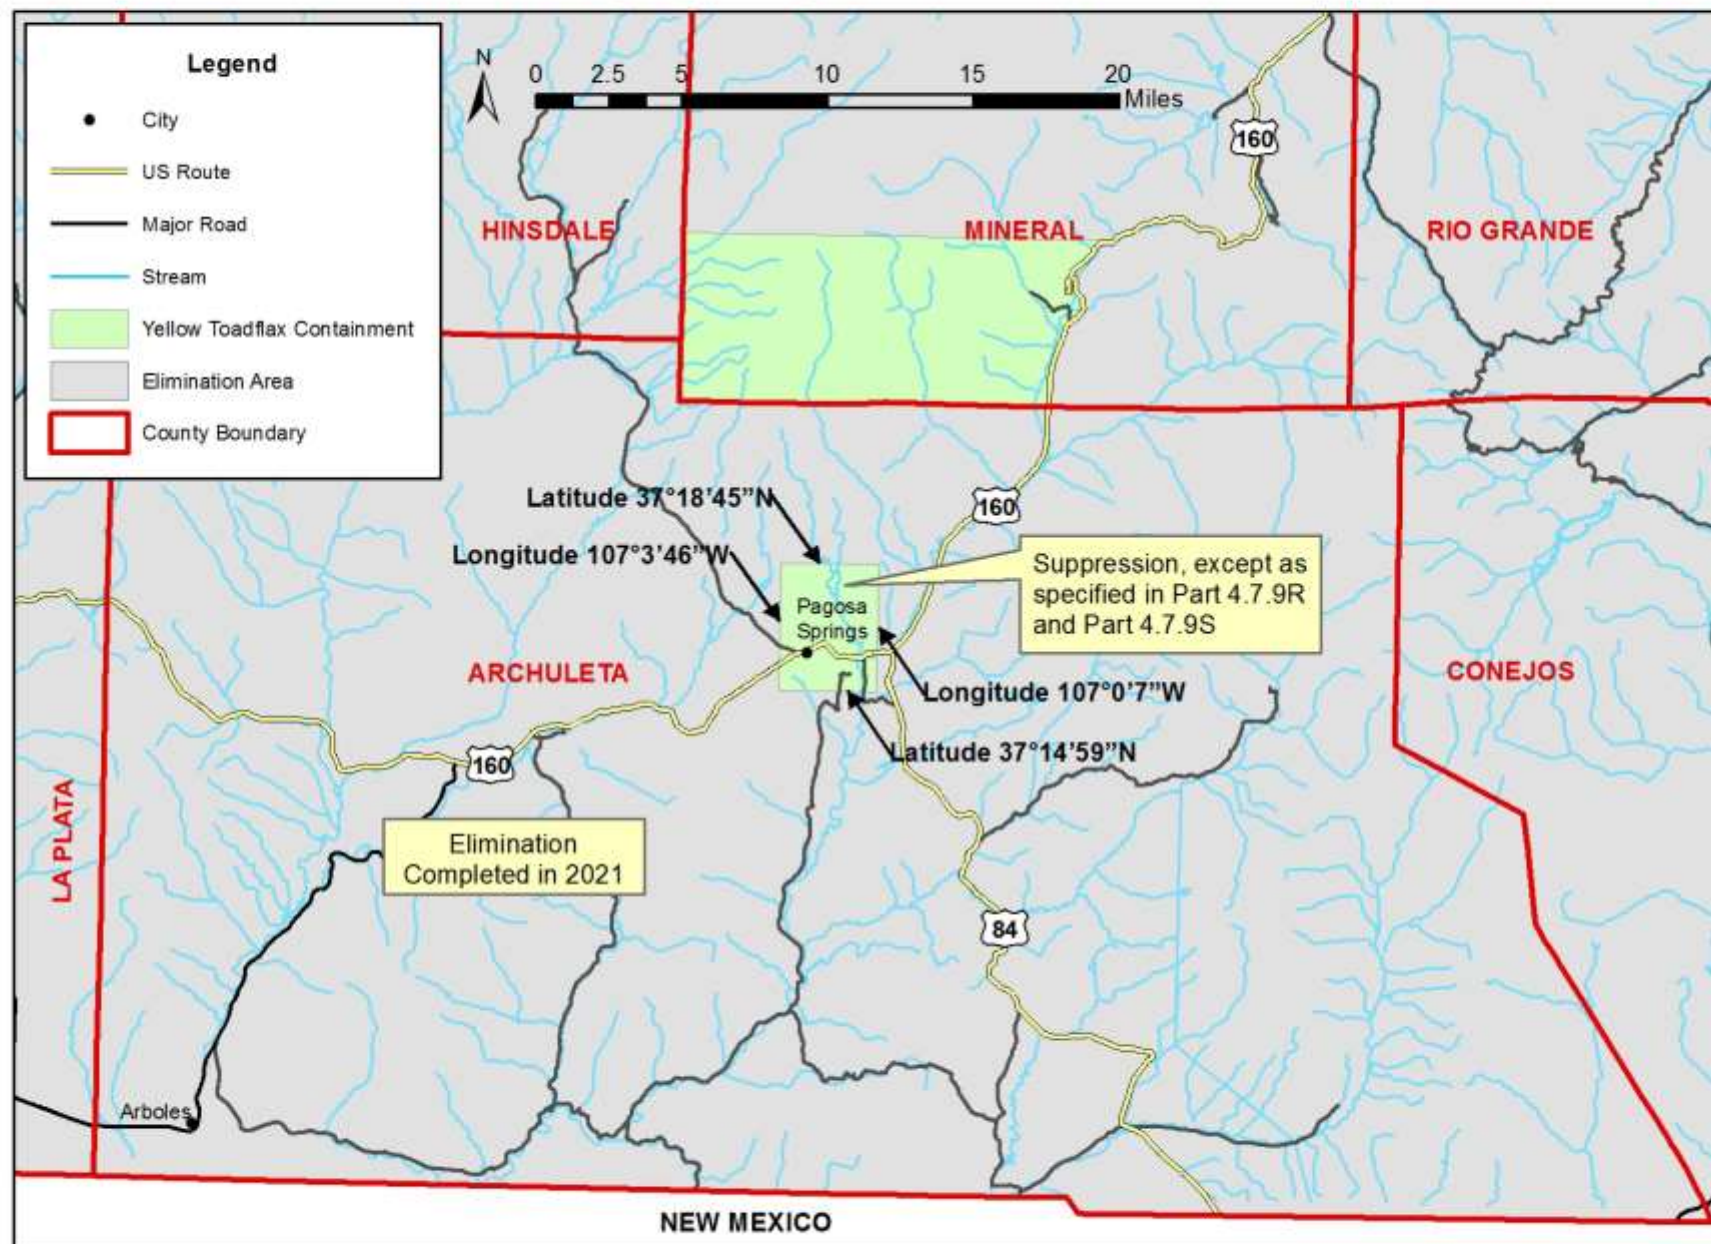 Legend
City
US Route
Major Road
Stream
Yellow Toadflax Containment
Elimination Area
County Boundary
N
0 2.5 5 10 15 20
Miles
160
HINSDALE
MINERAL
RIO GRANDE
Latitude 37°18'45”N
160
Longitude 107°3'46”W
Suppression, except as
specified in Part 4.7.9R
and Part 4.7.9S
Pagosa
Springs
ARCHULETA
CONEJOS
Longitude 107°0'7”W
Latitude 37°14'59”N
160
LA PLATA
Elimination
Completed in 2021
84
Arboles
NEW MEXICO